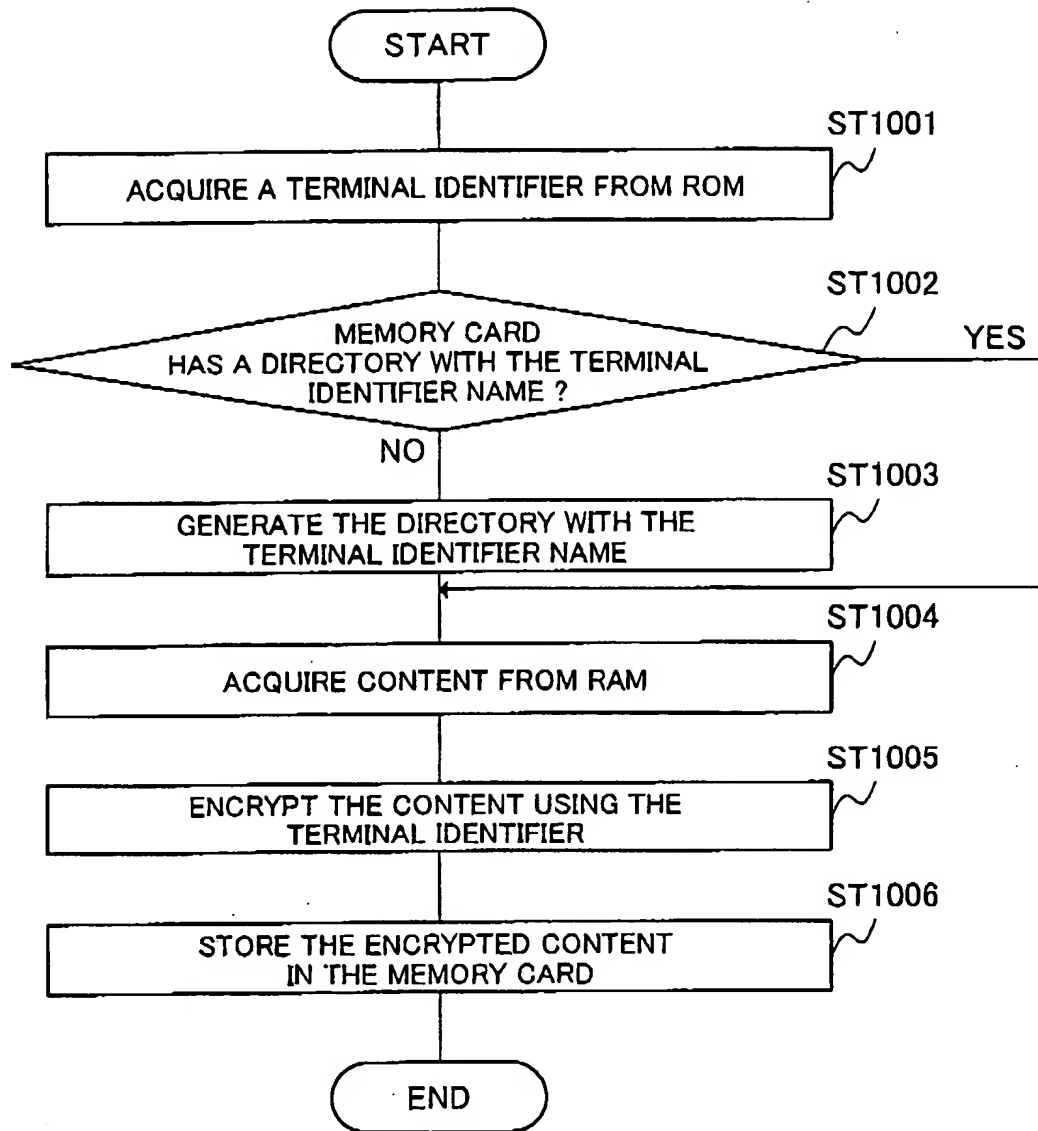 START
ST1001
ACQUIRE A TERMINAL IDENTIFIER FROM ROM
ST1002
MEMORY CARD
HAS A DIRECTORY WITH THE TERMINAL
IDENTIFIER NAME ?
YES
NO
ST1003
GENERATE THE DIRECTORY WITH THE
TERMINAL IDENTIFIER NAME
ST1004
ACQUIRE CONTENT FROM RAM
ST1005
ENCRYPT THE CONTENT USING THE
TERMINAL IDENTIFIER
ST1006
STORE THE ENCRYPTED CONTENT
IN THE MEMORY CARD
END